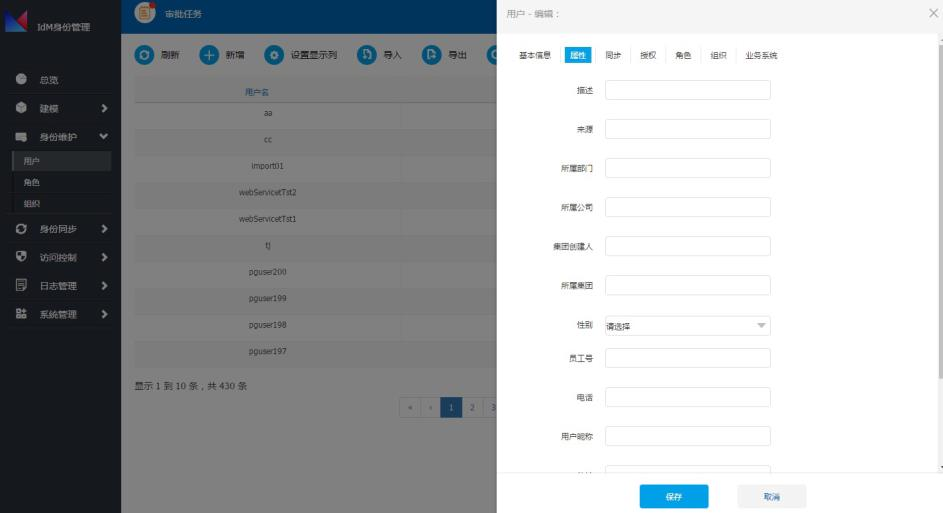 IdM身份管理
总览
建模
身份维护
用户
角色
组织
身份同步
访问控制
日志管理
系统管理
审批任务
刷新 新增 设置显示列 导入 导出
用户名
aa
cc
import01
webServicetTst2
webServicetTst1
tj
pguser200
pguser199
pguser198
pguser197
显示 1 到 10 条，共 430 条
« ‹ 1 2 3
用户 - 编辑：
基本信息 属性 同步 授权 角色 组织 业务系统
描述
来源
所属部门
所属公司
集团创建人
所属集团
性别 请选择
员工号
电话
用户昵称
保存 取消